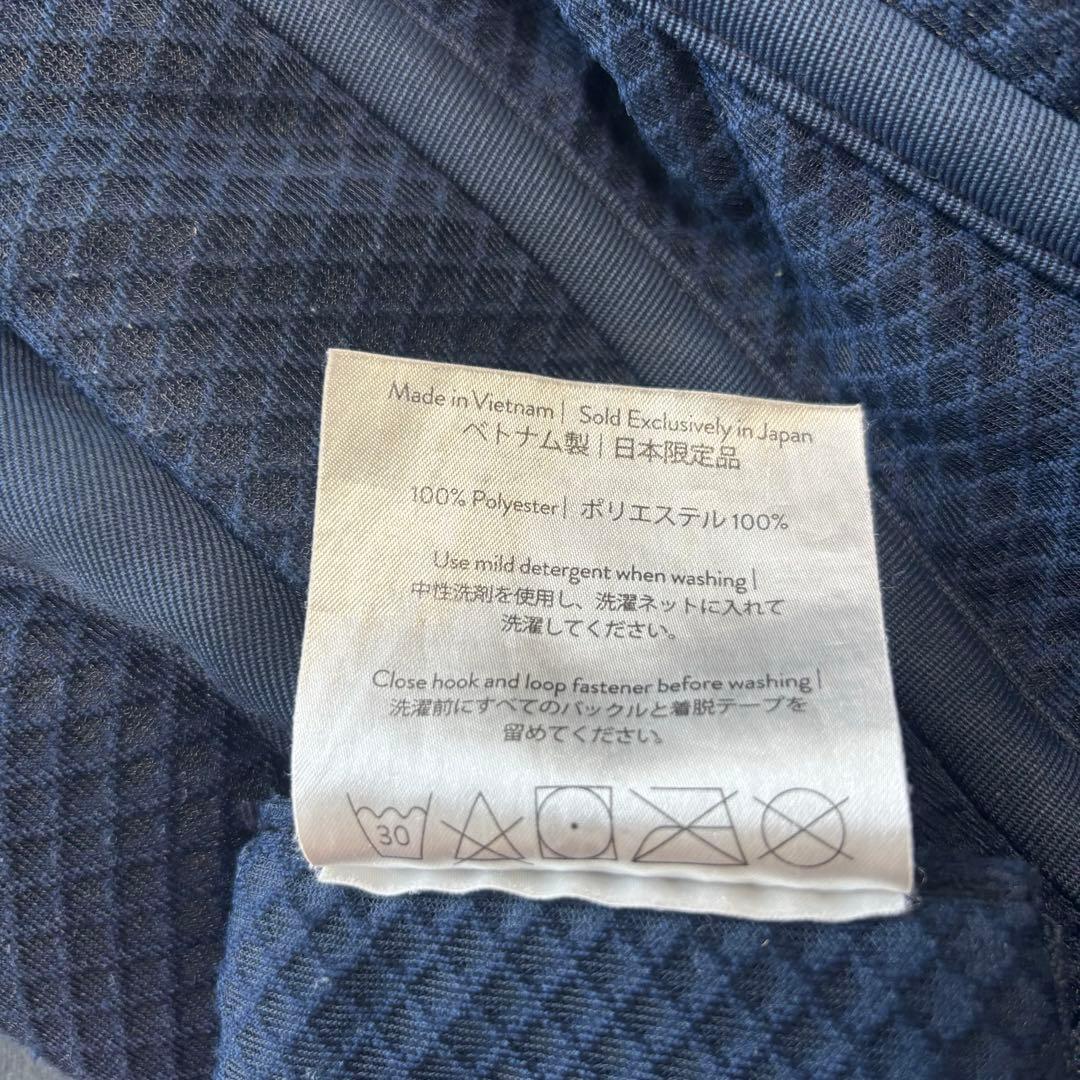 Made in Vietnam | Sold Exclusively in Japan
ベトナム製 | 日本限定品
100% Polyester | ポリエステル 100%
Use mild detergent when washing |
中性洗剤を使用し、洗濯ネットに入れて
洗濯してください。
Close hook and loop fastener before washing |
洗濯前にすべてのバックルと着脱テープを
留めてください。
30